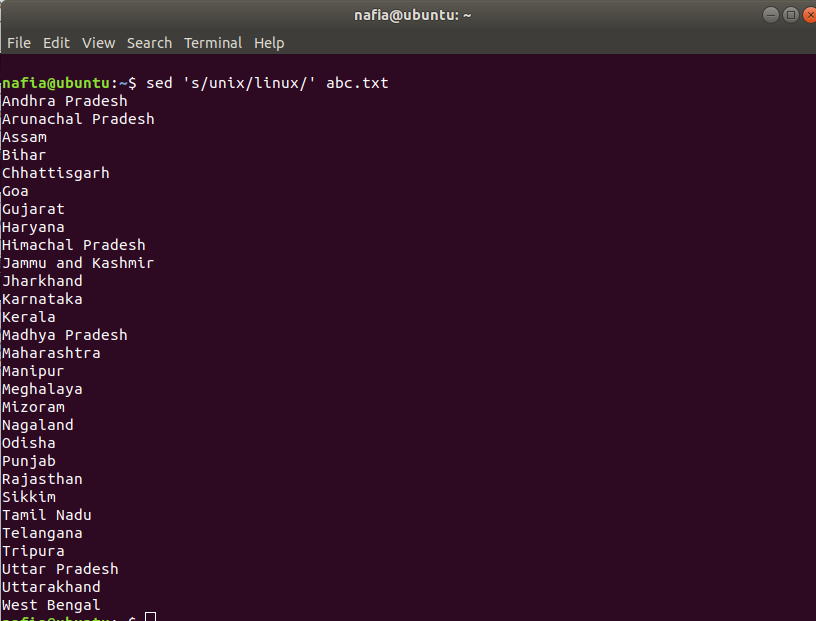 nafia@ubuntu: ~
File Edit View Search Terminal Help
nafia@ubuntu:~$ sed 's/unix/linux/' abc.txt
Andhra Pradesh
Arunachal Pradesh
Assam
Bihar
Chhattisgarh
Goa
Gujarat
Haryana
Himachal Pradesh
Jammu and Kashmir
Jharkhand
Karnataka
Kerala
Madhya Pradesh
Maharashtra
Manipur
Meghalaya
Mizoram
Nagaland
Odisha
Punjab
Rajasthan
Sikkim
Tamil Nadu
Telangana
Tripura
Uttar Pradesh
Uttarakhand
West Bengal
nafia@ubuntu:~$